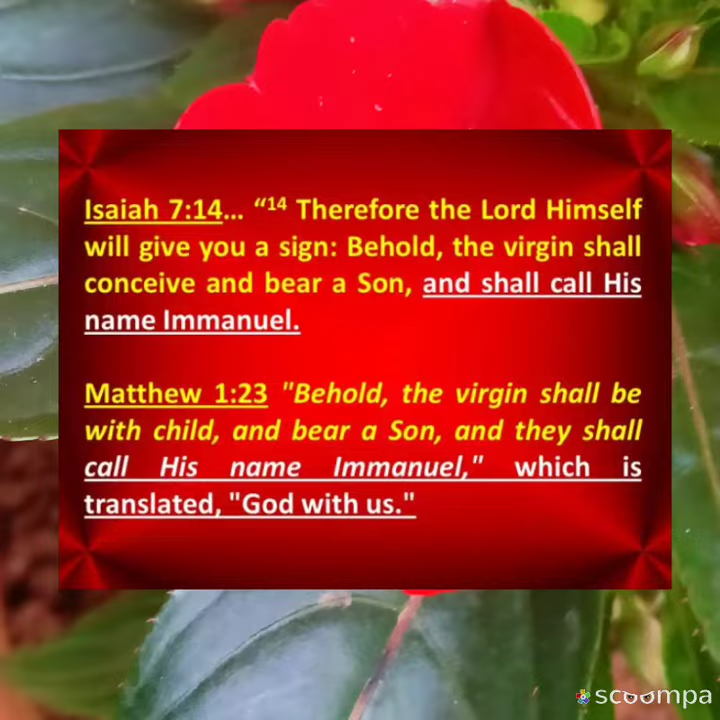 Isaiah 7:14... “14 Therefore the Lord Himself
will give you a sign: Behold, the virgin shall
conceive and bear a Son, and shall call His
name Immanuel.
Matthew 1:23 "Behold, the virgin shall be
with child, and bear a Son, and they shall
call His name Immanuel," which is
translated, "God with us."
scoompa